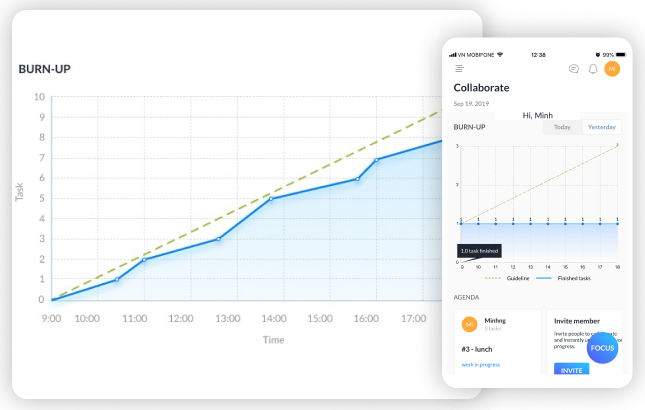 BURN-UP
10
9
8
7
6
5
4
3
2
1
0
Task
9:00 10:00 11:00 12:00 13:00 14:00 15:00 16:00 17:00
Time
VN MOBIFONE 12:38 99%
MI
Collaborate
Sep 19, 2019
Hi, Minh
BURN-UP Today Yesterday
3
3
2
1 1 1 1 1 1 1 1 1 1 1
1.0 task finished
0
9 10 11 12 13 14 15 16 17 18
Guideline Finished tasks
AGENDA
MI Minhng
3 tasks
#3 - lunch
work in progress
Invite member
Invite people to
and instantly
progress.
FOCUS
INVITE